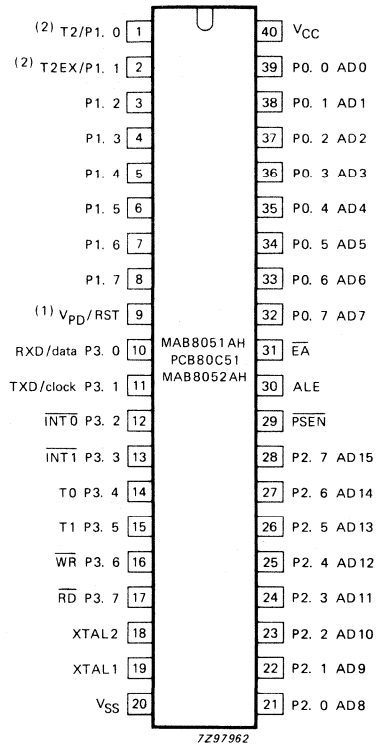 (2) T2/P1. 0 1 40 VCC
(2) T2EX/P1. 1 2 39 P0. 0 AD0
P1. 2 3 38 P0. 1 AD1
P1. 3 4 37 P0. 2 AD2
P1. 4 5 36 P0. 3 AD3
P1. 5 6 35 P0. 4 AD4
P1. 6 7 34 P0. 5 AD5
P1. 7 8 33 P0. 6 AD6
(1) VPD/RST 9 32 P0. 7 AD7
RXD/data P3. 0 10 MAB8051AH 31 EA
PCB80C51
TXD/clock P3. 1 11 MAB8052AH 30 ALE
INT0 P3. 2 12 29 PSEN
INT1 P3. 3 13 28 P2. 7 AD15
T0 P3. 4 14 27 P2. 6 AD14
T1 P3. 5 15 26 P2. 5 AD13
WR P3. 6 16 25 P2. 4 AD12
RD P3. 7 17 24 P2. 3 AD11
XTAL2 18 23 P2. 2 AD10
XTAL1 19 22 P2. 1 AD9
VSS 20 21 P2. 0 AD8
7Z97962